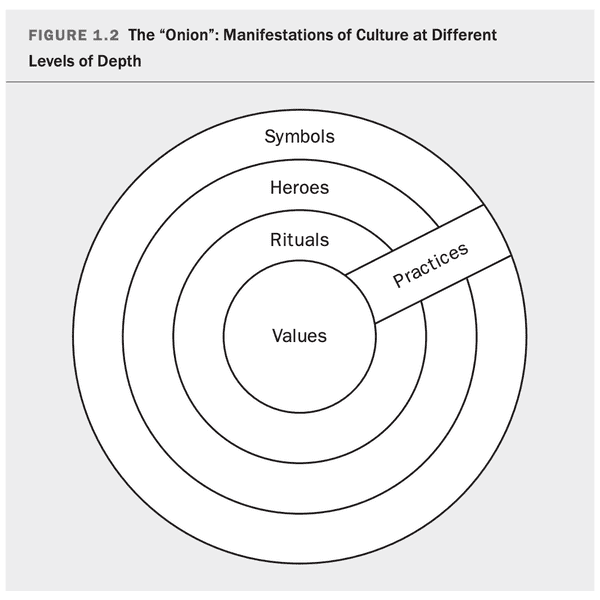 FIGURE 1.2 The “Onion”: Manifestations of Culture at Different
Levels of Depth
Symbols
Heroes
Rituals
Practices
Values